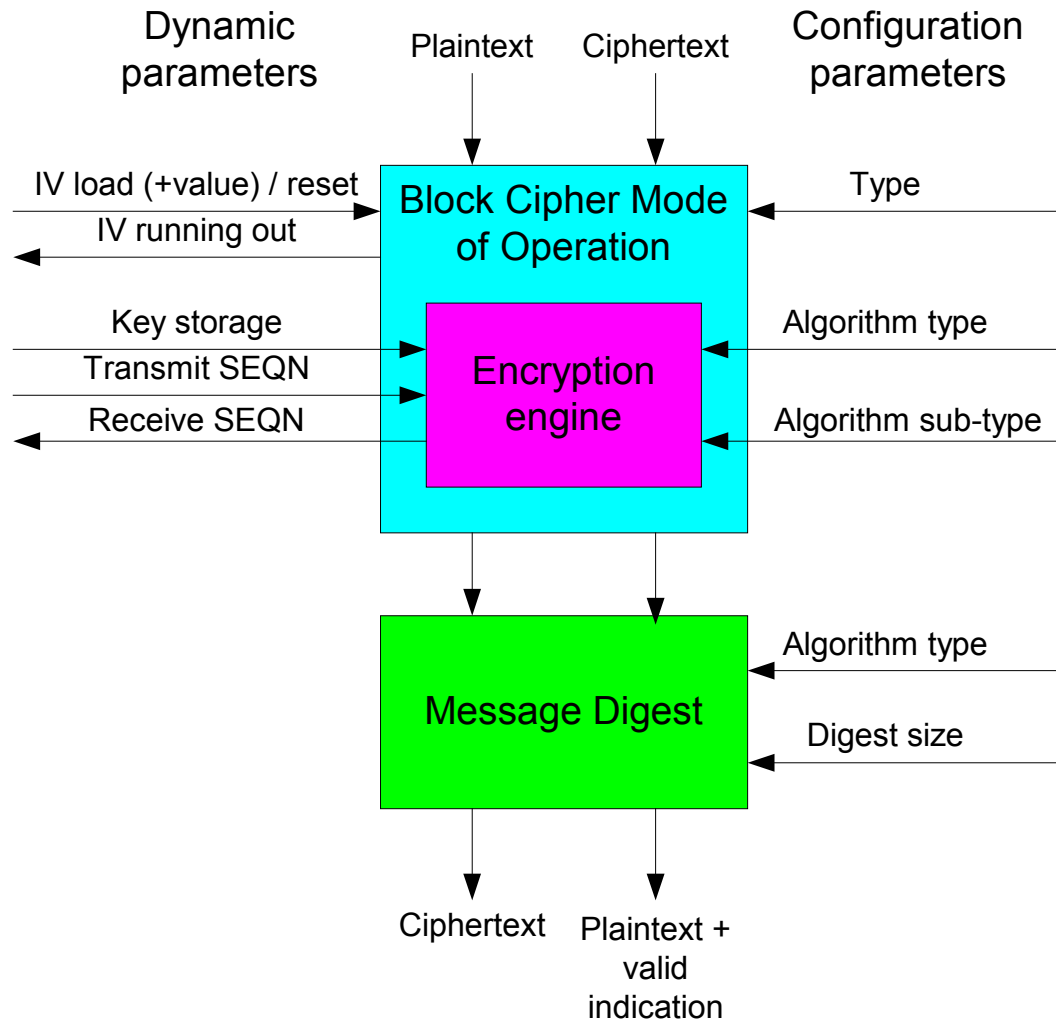 Dynamic
parameters
Plaintext
Ciphertext
Configuration
parameters
IV load (+value) / reset
IV running out
Block Cipher Mode
of Operation
Type
Key storage
Transmit SEQN
Receive SEQN
Encryption
engine
Algorithm type
Algorithm sub-type
Message Digest
Algorithm type
Digest size
Ciphertext
Plaintext +
valid
indication